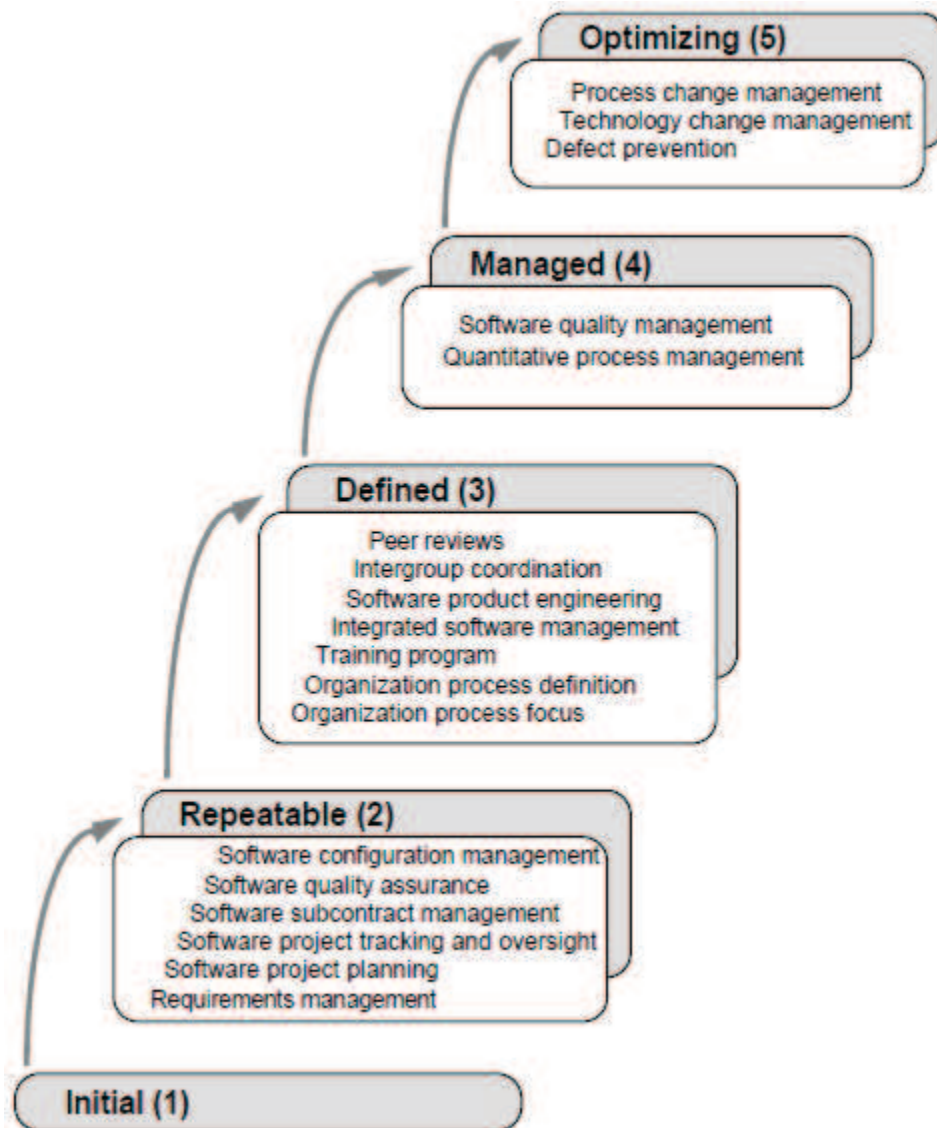 Optimizing (5)
Process change management
Technology change management
Defect prevention
Managed (4)
Software quality management
Quantitative process management
Defined (3)
Peer reviews
Intergroup coordination
Software product engineering
Integrated software management
Training program
Organization process definition
Organization process focus
Repeatable (2)
Software configuration management
Software quality assurance
Software subcontract management
Software project tracking and oversight
Software project planning
Requirements management
Initial (1)